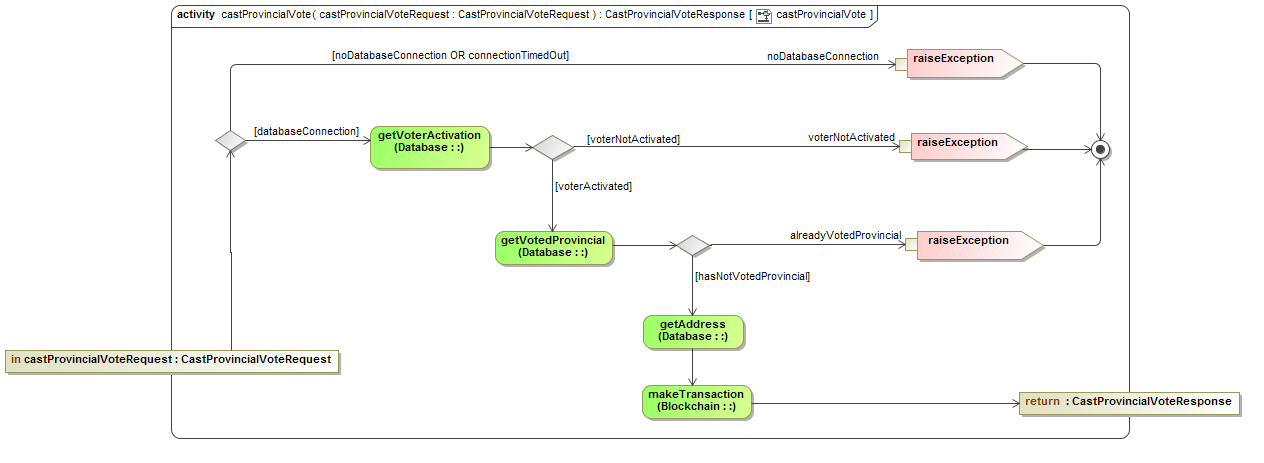 activity castProvincialVote( castProvincialVoteRequest : CastProvincialVoteRequest ) : CastProvincialVoteResponse [ castProvincialVote ]
[noDatabaseConnection OR connectionTimedOut]
noDatabaseConnection
raiseException
[databaseConnection]
getVoterActivation
(Database : :)
[voterNotActivated]
voterNotActivated
raiseException
[voterActivated]
getVotedProvincial
(Database : :)
alreadyVotedProvincial
raiseException
[hasNotVotedProvincial]
getAddress
(Database : :)
in castProvincialVoteRequest : CastProvincialVoteRequest
makeTransaction
(Blockchain : :)
return : CastProvincialVoteResponse